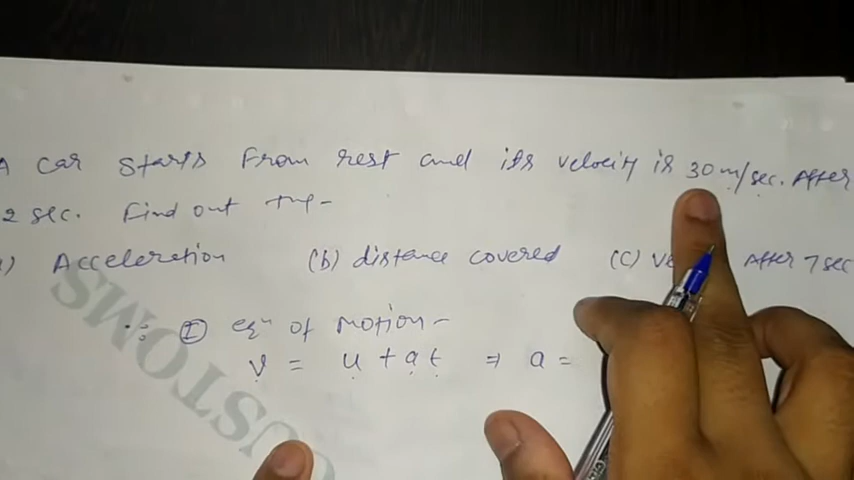 A car starts From rest and its velocity is 30 m/sec. After
2 sec. Find out the-
) Acceleration (b) distance covered (c) After 7 sec
∵ (I) eqⁿ of motion-
v = u + at ⇒ a =
CUSTOMS